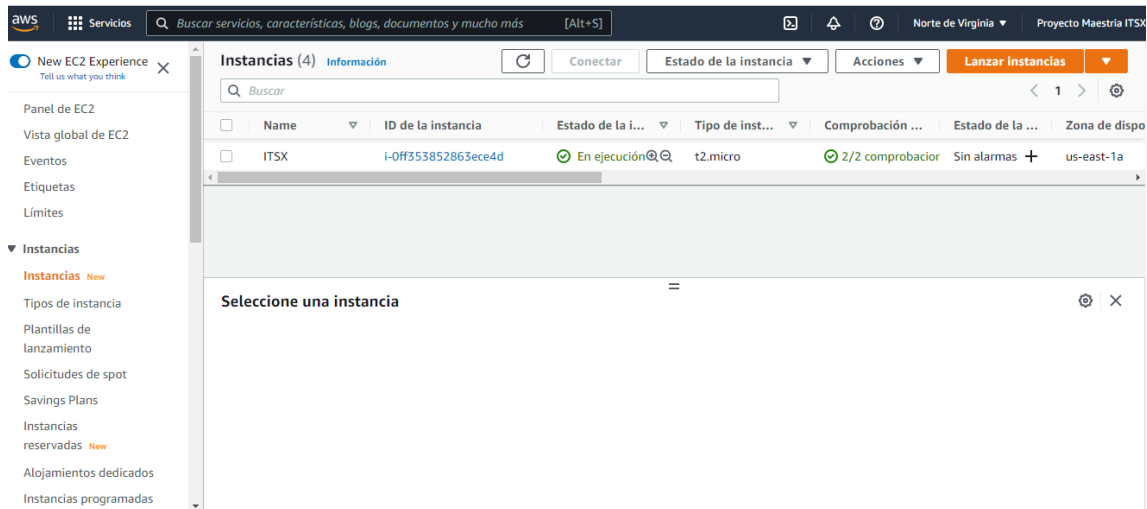 aws
Servicios
Buscar servicios, características, blogs, documentos y mucho más [Alt+S]
Norte de Virginia ▼
Proyecto Maestria ITSX
New EC2 Experience
Tell us what you think
Panel de EC2
Vista global de EC2
Eventos
Etiquetas
Límites
Instancias
Instancias New
Tipos de instancia
Plantillas de
lanzamiento
Solicitudes de spot
Savings Plans
Instancias
reservadas New
Alojamientos dedicados
Instancias programadas
Instancias (4) Información
Conectar
Estado de la instancia ▼
Acciones ▼
Lanzar instancias
Buscar
1
Name ID de la instancia Estado de la i... Tipo de inst... Comprobación ... Estado de la ... Zona de dispo
ITSX i-0ff353852863ece4d En ejecución t2.micro 2/2 comprobacior Sin alarmas + us-east-1a
Seleccione una instancia